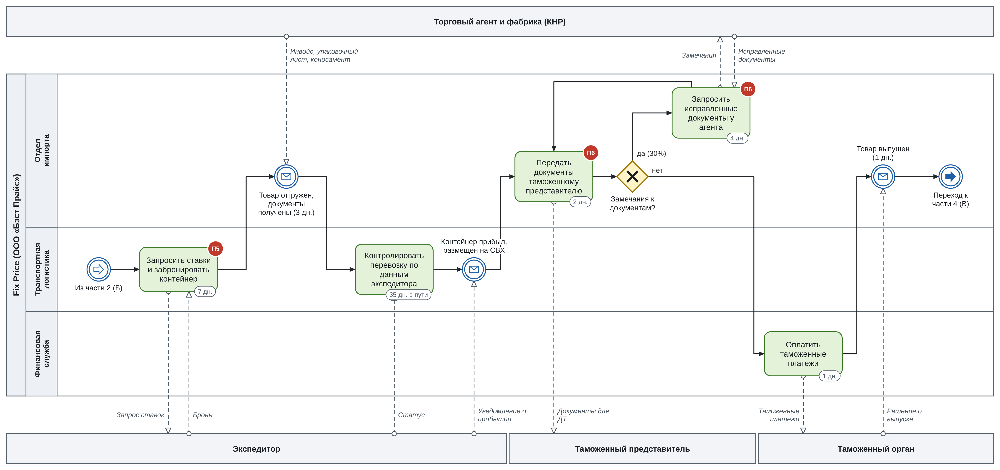 Торговый агент и фабрика (КНР)
Инвойс, упаковочный
лист, коносамент
Замечания
Исправленные
документы
Fix Price (ООО «Бэст Прайс»)
Отдел
импорта
П6
Запросить
исправленные
документы у
агента
4 дн.
да (30%)
П6
Передать
документы
таможенному
представителю
2 дн.
нет
Замечания к
документам?
Товар отгружен,
документы
получены (3 дн.)
Товар выпущен
(1 дн.)
Переход к
части 4 (В)
Транспортная
логистика
Из части 2 (Б)
П5
Запросить ставки
и забронировать
контейнер
7 дн.
Контролировать
перевозку по
данным
экспедитора
35 дн. в пути
Контейнер прибыл,
размещен на СВХ
Финансовая
служба
Оплатить
таможенные
платежи
1 дн.
Запрос ставок
Бронь
Статус
Уведомление о
прибытии
Документы для
ДТ
Таможенные
платежи
Решение о
выпуске
Экспедитор
Таможенный представитель
Таможенный орган